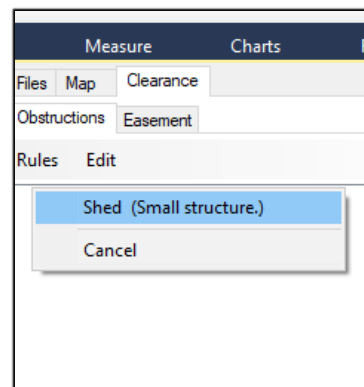 Measure Charts
Files Map Clearance
Obstructions Easement
Rules Edit
Shed (Small structure.)
Cancel